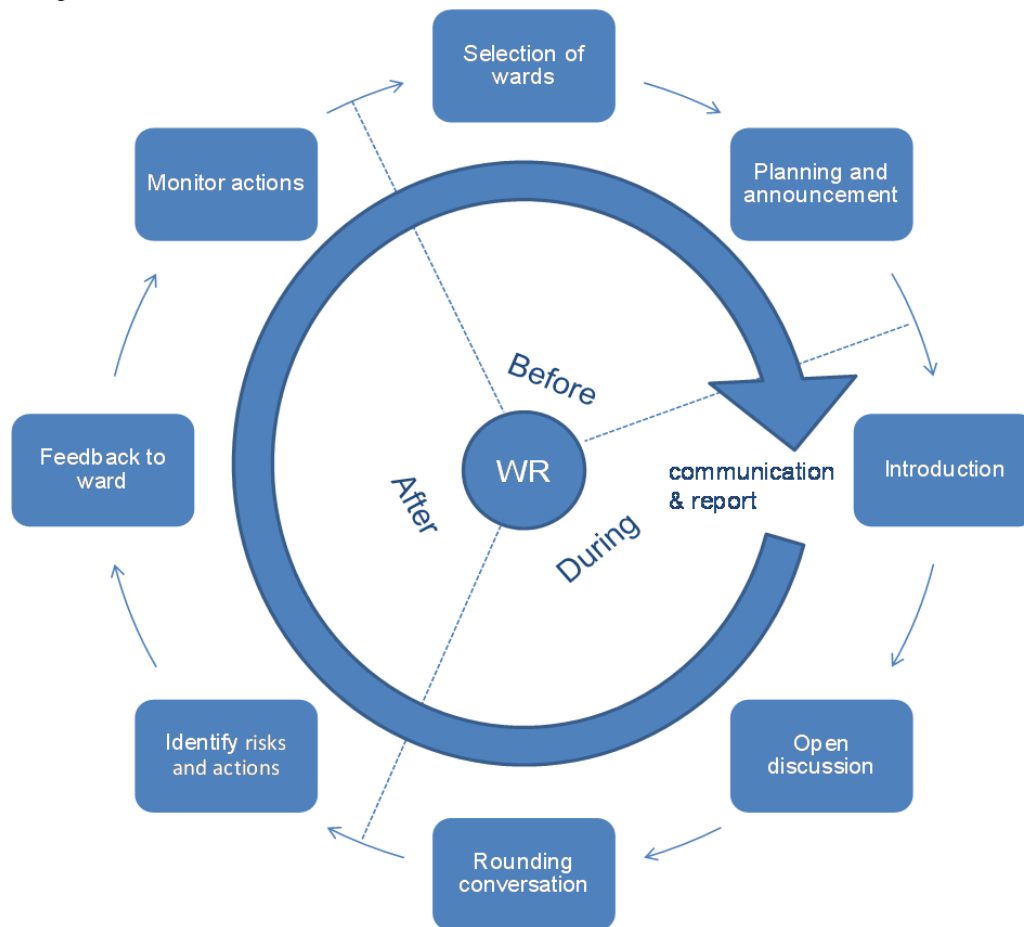 Selection of
wards
Planning and
announcement
Introduction
Open
discussion
Rounding
conversation
Identify risks
and actions
Feedback to
ward
Monitor actions
Before
During
After
WR
communication
& report